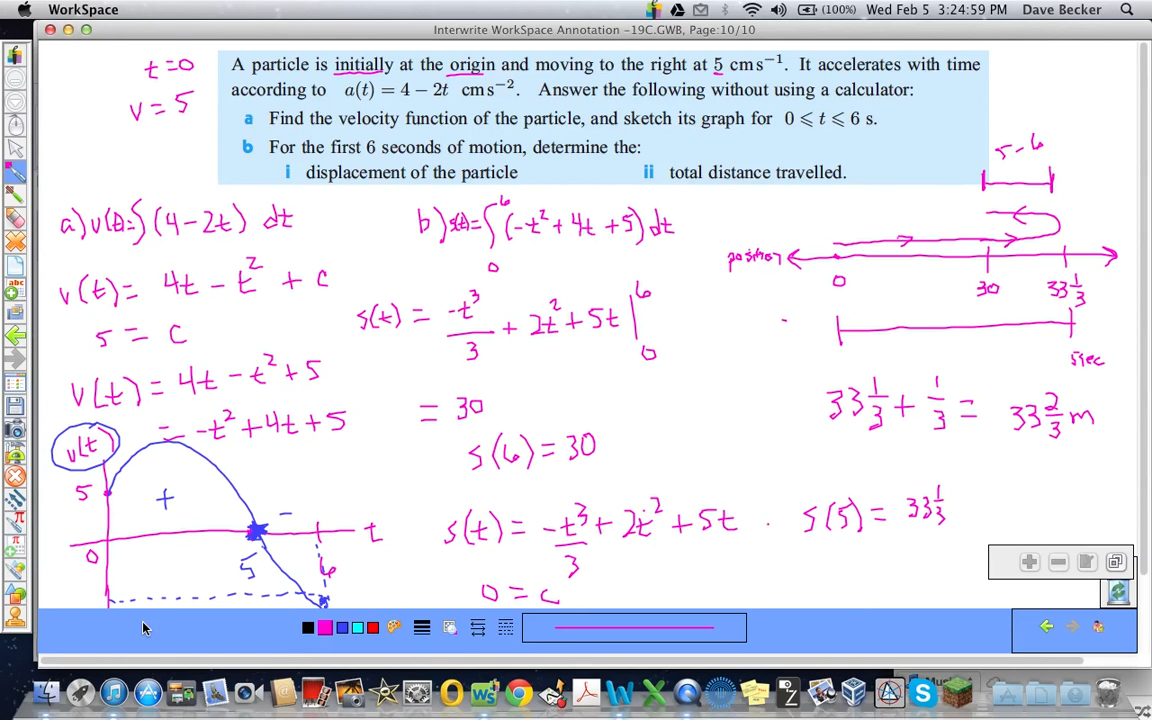 WorkSpace
(100%) Wed Feb 5 3:24:59 PM Dave Becker
Interwrite WorkSpace Annotation -19C.GWB, Page:10/10
t=0
v=5
A particle is initially at the origin and moving to the right at 5 cm s⁻¹. It accelerates with time
according to a(t) = 4 − 2t cm s⁻². Answer the following without using a calculator:
a Find the velocity function of the particle, and sketch its graph for 0 ⩽ t ⩽ 6 s.
b For the first 6 seconds of motion, determine the:
i displacement of the particle ii total distance travelled.
a) v(t)=∫(4-2t) dt
v(t)= 4t - t² + c
5 = c
v(t) = 4t - t² + 5
= -t² + 4t + 5
v(t)
5
+
-
0
5
6
t
b) s(t)=∫₀⁶(-t² + 4t + 5) dt
s(t) = -t³/3 + 2t² + 5t |₀⁶
= 30
s(6) = 30
s(t) = -t³/3 + 2t² + 5t . s(5) = 33 1/3
0 = c
5-6
position
0 30 33 1/3
5sec
33 1/3 + 1/3 = 33 2/3 m